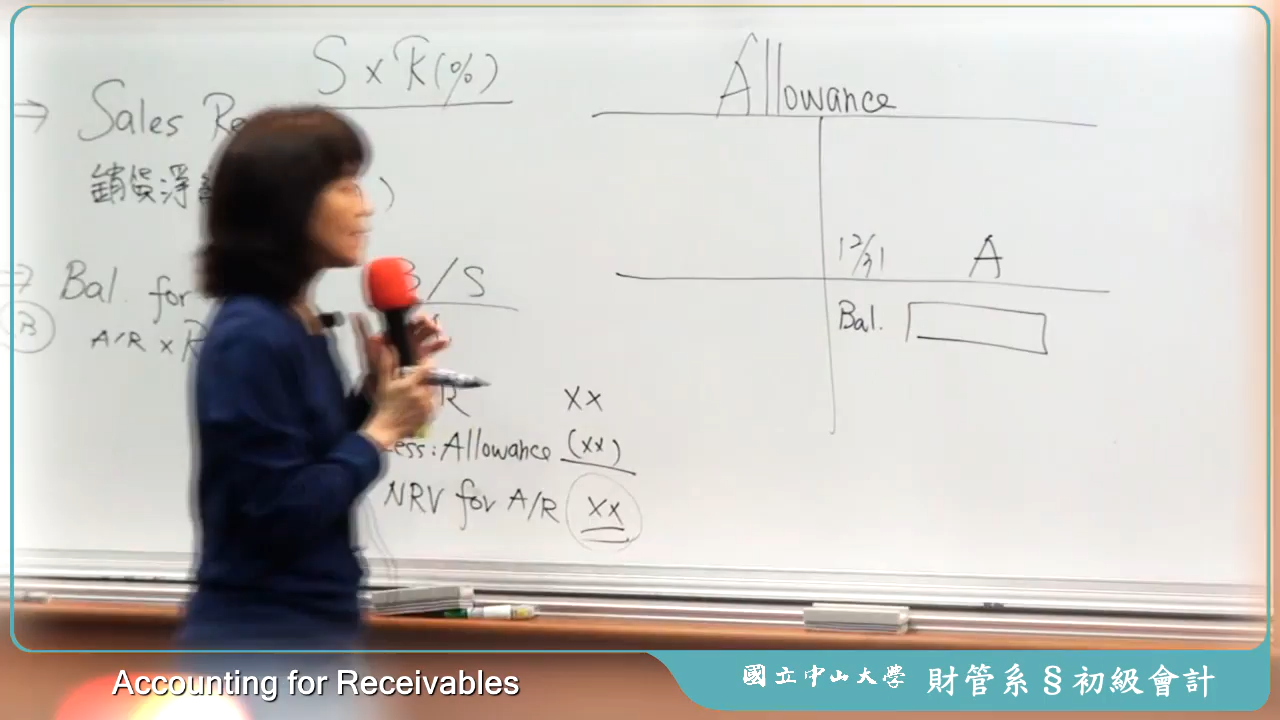 S x K(%)
→ Sales Re
銷貨淨
)
→ Bal. for
B/S
B
A/R x R
R xx
Less: Allowance (xx)
NRV for A/R xx
Allowance
12/31 A
Bal.
Accounting for Receivables
國立中山大學 財管系§初級會計